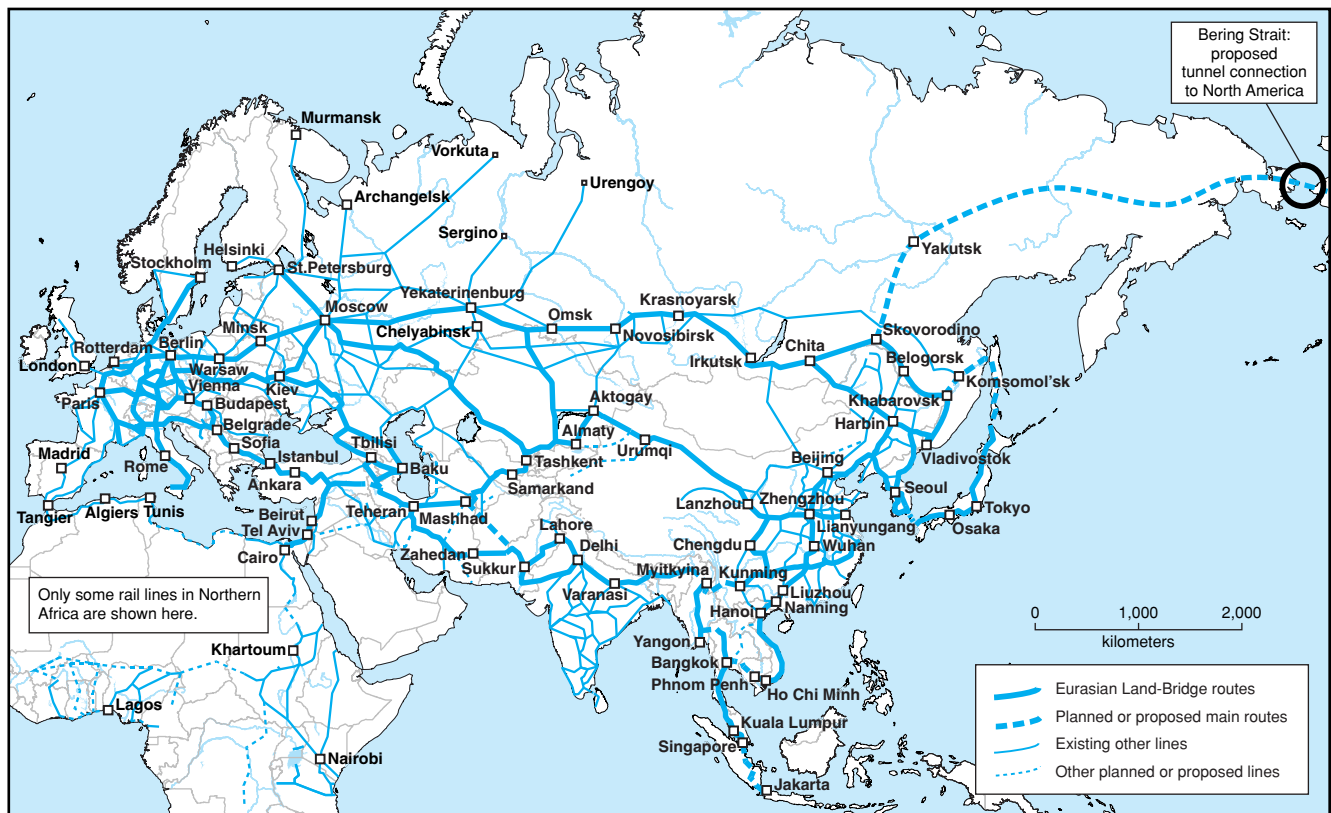 Bering Strait:
proposed
tunnel connection
to North America
Murmansk
Vorkuta
Urengoy
Archangelsk
Sergino
Yakutsk
Helsinki
Stockholm
St.Petersburg
Yekaterinenburg
Krasnoyarsk
Moscow
Omsk
Skovorodino
Minsk
Chelyabinsk
Novosibirsk
Rotterdam
Berlin
Chita
Belogorsk
London
Irkutsk
Warsaw
Komsomol'sk
Vienna
Kiev
Aktogay
Khabarovsk
Paris
Budapest
Harbin
Belgrade
Almaty
Tbilisi
Sofia
Urumqi
Vladivostok
Madrid
Istanbul
Beijing
Rome
Baku
Tashkent
Ankara
Samarkand
Seoul
Lanzhou
Zhengzhou
Tangier
Algiers
Tunis
Beirut
Teheran
Mashhad
Tokyo
Lianyungang
Osaka
Tel Aviv
Lahore
Cairo
Zahedan
Delhi
Chengdu
Wuhan
Sukkur
Myitkyina
Kunming
Varanasi
Liuzhou
Nanning
Hanoi
Only some rail lines in Northern
Africa are shown here.
0 1,000 2,000
kilometers
Khartoum
Yangon
Bangkok
Phnom Penh
Ho Chi Minh
Lagos
Kuala Lumpur
Singapore
Nairobi
Jakarta
Eurasian Land-Bridge routes
Planned or proposed main routes
Existing other lines
Other planned or proposed lines